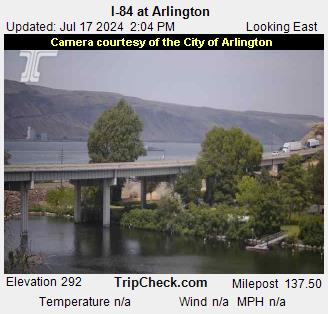 I-84 at Arlington
Updated: Jul 17 2024 2:04 PM Looking East
Camera courtesy of the City of Arlington
Elevation 292 TripCheck.com Milepost 137.50
Temperature n/a Wind n/a MPH n/a